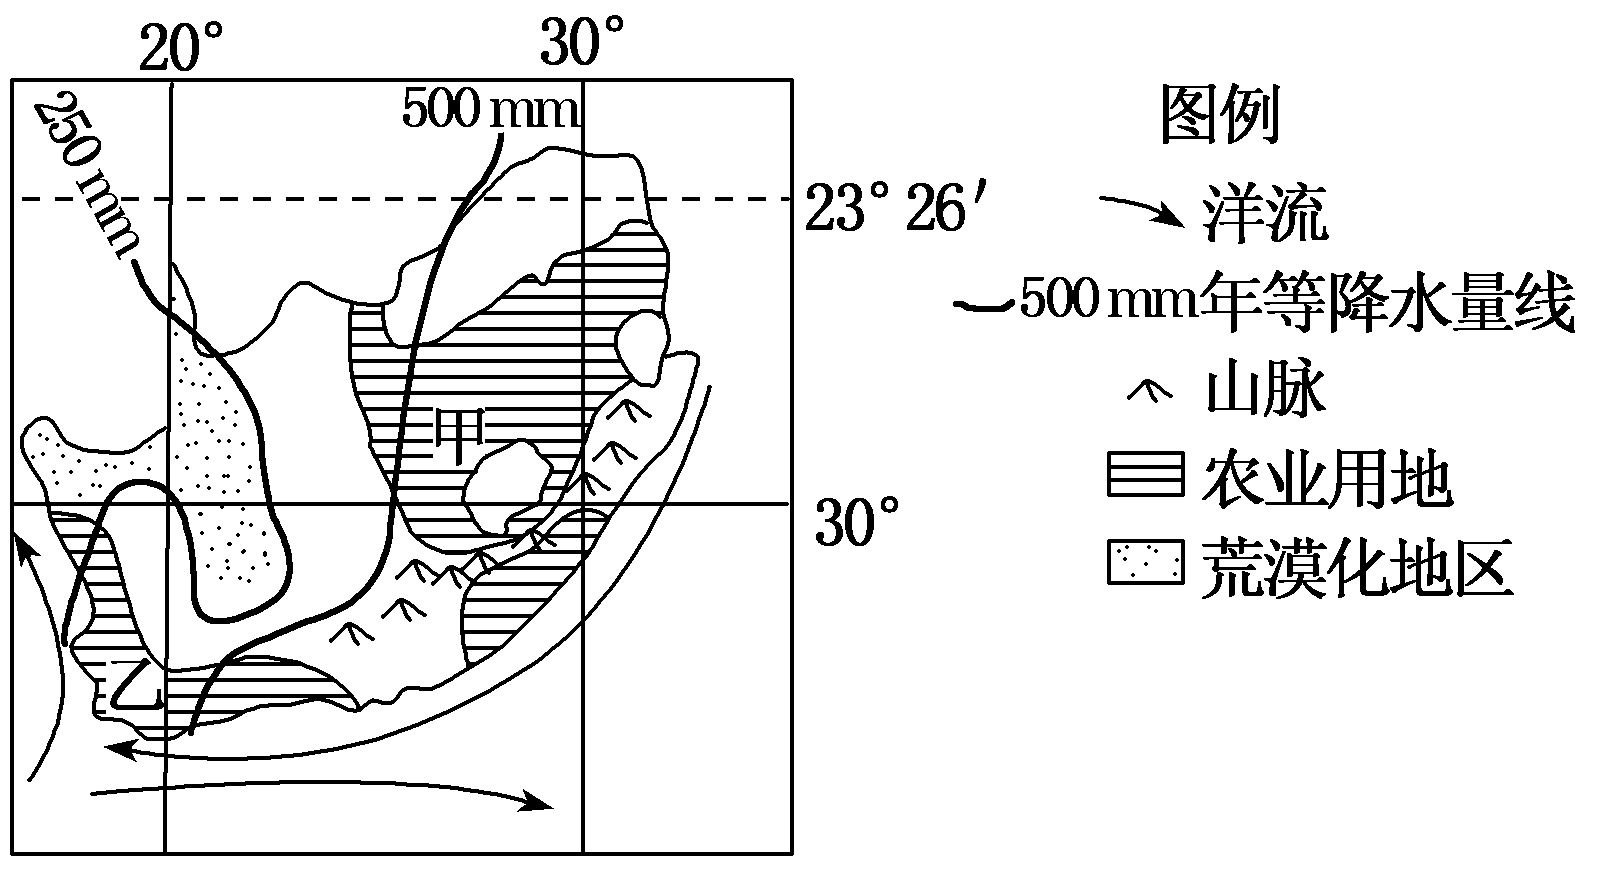 20°
30°
250 mm
500 mm
23° 26′
30°
甲
乙
图例
洋流
500 mm年等降水量线
山脉
农业用地
荒漠化地区